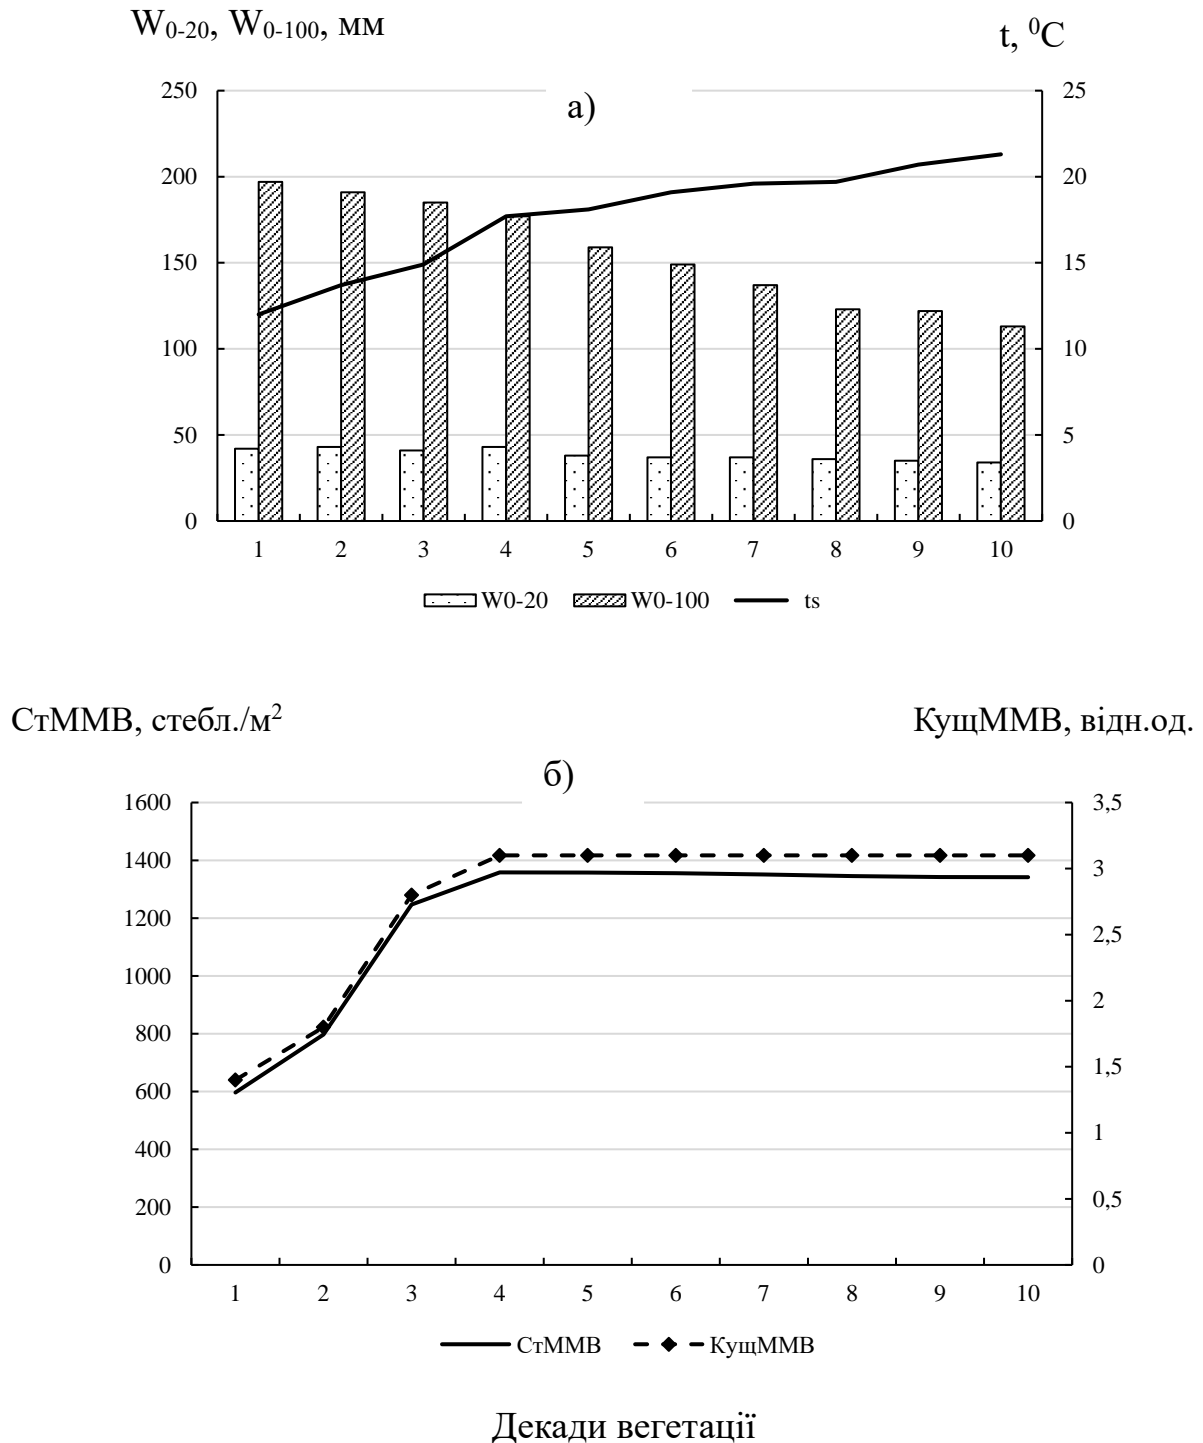 W0-20, W0-100, мм
t, 0C
а)
250 25
200 20
150 15
100 10
50 5
0 0
1 2 3 4 5 6 7 8 9 10
W0-20 W0-100 ts
СтММВ, стебл./м2
КущММВ, відн.од.
б)
1600 3,5
1400 3
1200 2,5
1000 2
800 1,5
600 1
400 0,5
200 0
0
1 2 3 4 5 6 7 8 9 10
СтММВ КущММВ
Декади вегетації